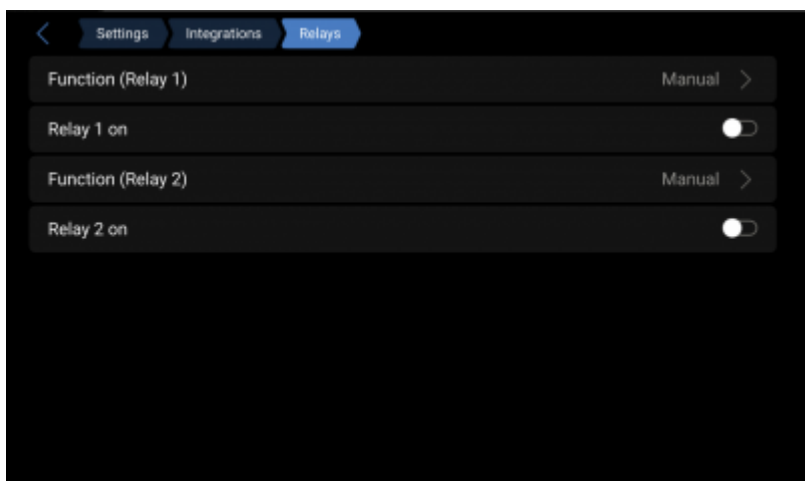 Settings Integrations Relays
Function (Relay 1) Manual
Relay 1 on
Function (Relay 2) Manual
Relay 2 on